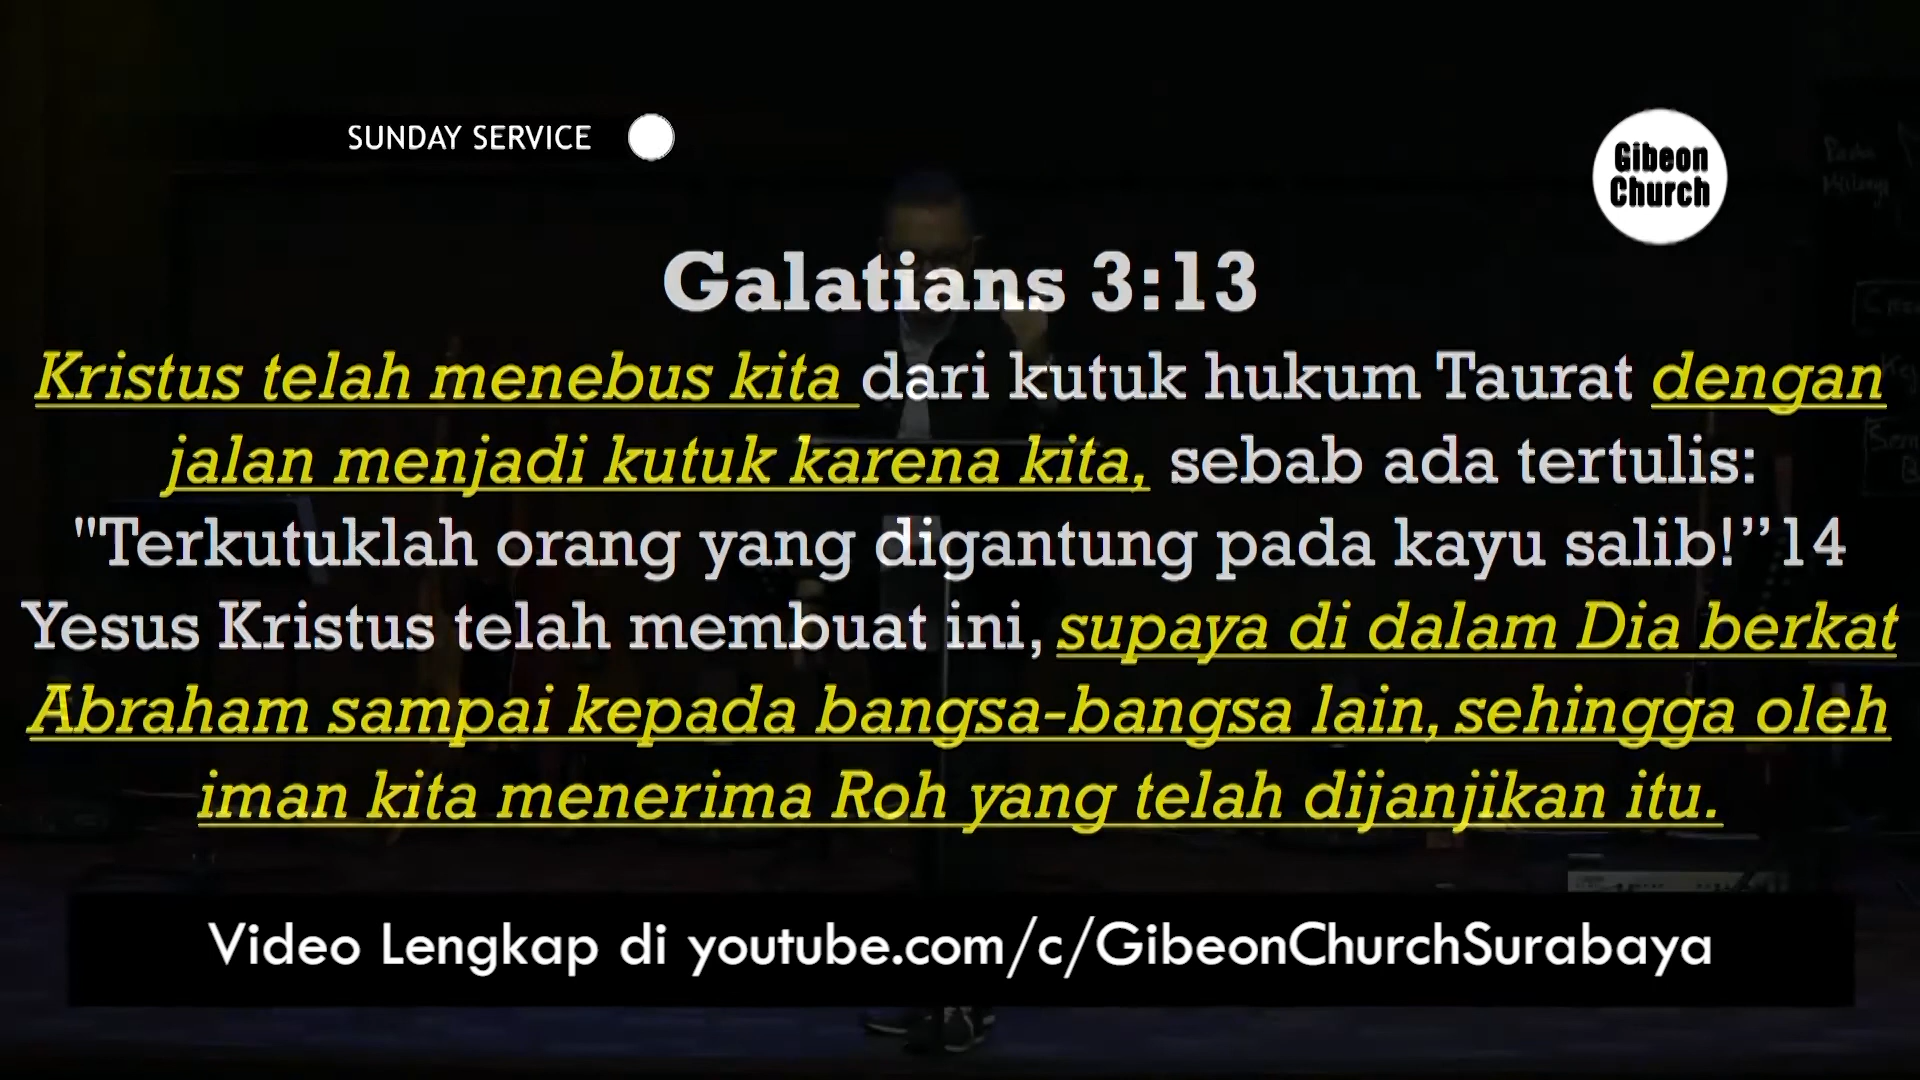 SUNDAY SERVICE
Gibeon
Church
Galatians 3:13
Kristus telah menebus kita dari kutuk hukum Taurat dengan
jalan menjadi kutuk karena kita, sebab ada tertulis:
"Terkutuklah orang yang digantung pada kayu salib!”14
Yesus Kristus telah membuat ini, supaya di dalam Dia berkat
Abraham sampai kepada bangsa-bangsa lain, sehingga oleh
iman kita menerima Roh yang telah dijanjikan itu.
Video Lengkap di youtube.com/c/GibeonChurchSurabaya